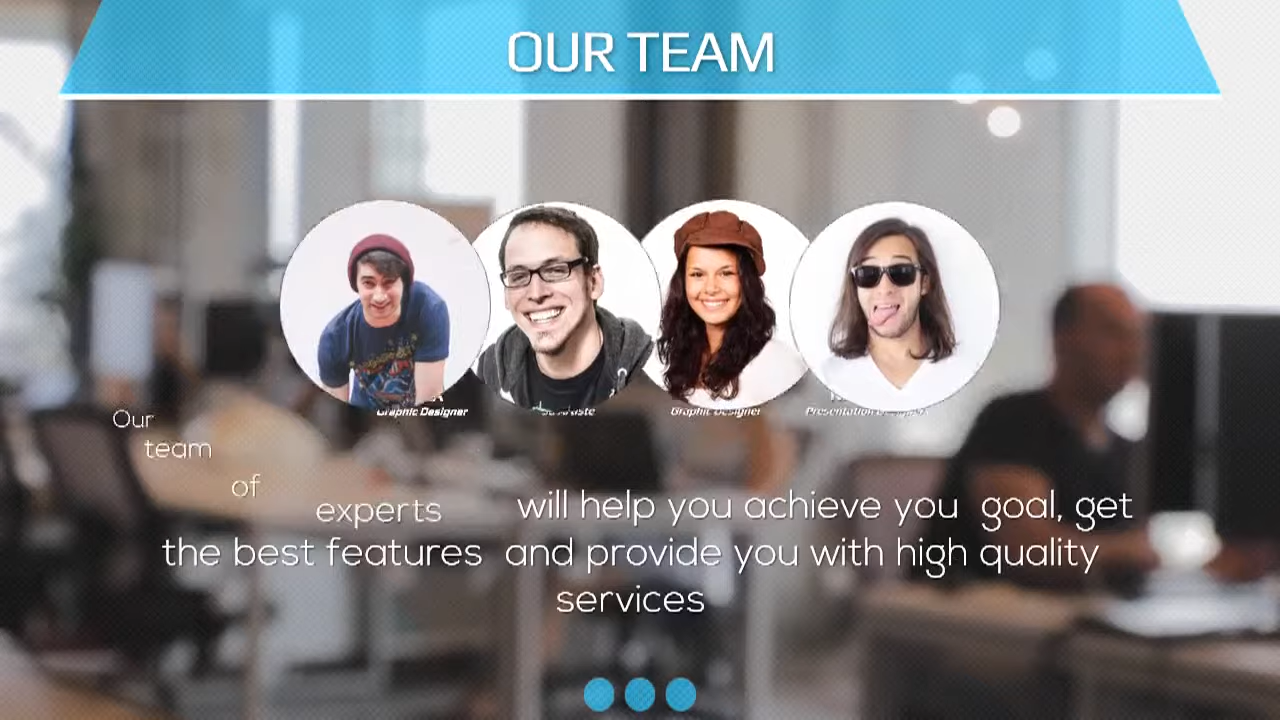 OUR TEAM
Graphic Designer
Graphic Designer
Our
team
of
experts will help you achieve you goal, get
the best features and provide you with high quality
services